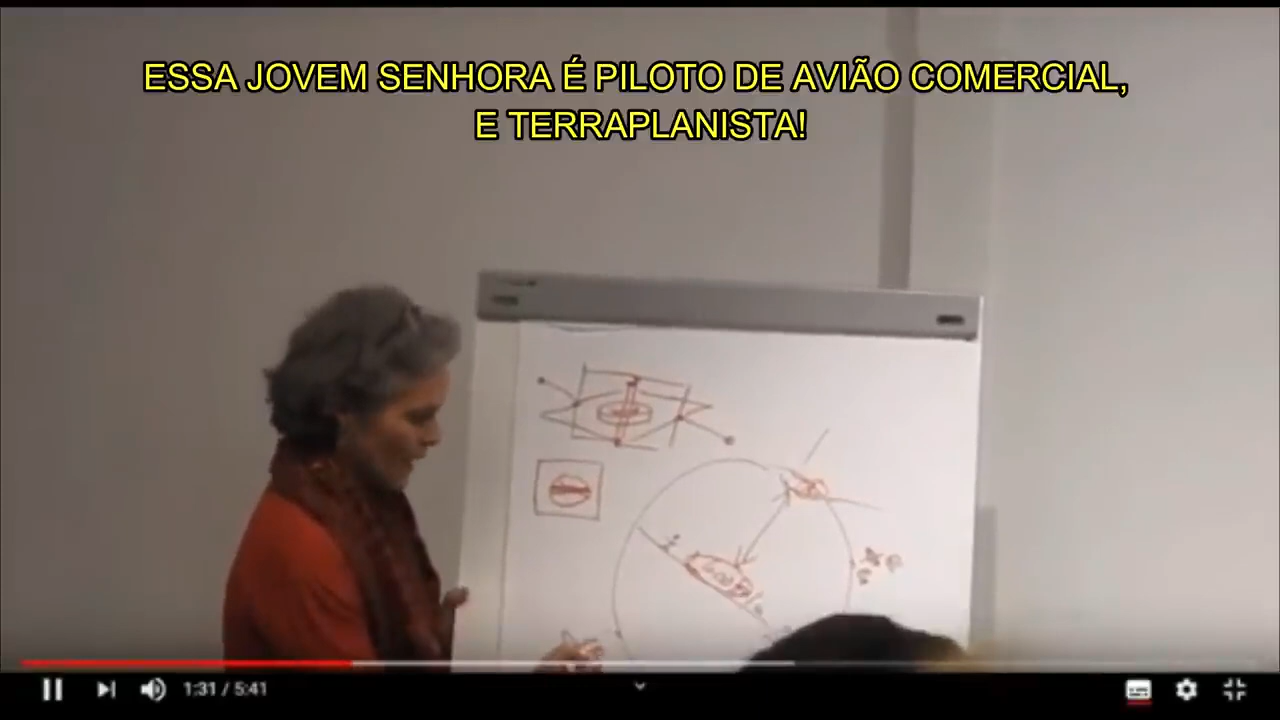 ESSA JOVEM SENHORA É PILOTO DE AVIÃO COMERCIAL,
E TERRAPLANISTA!
1:31 / 5:41